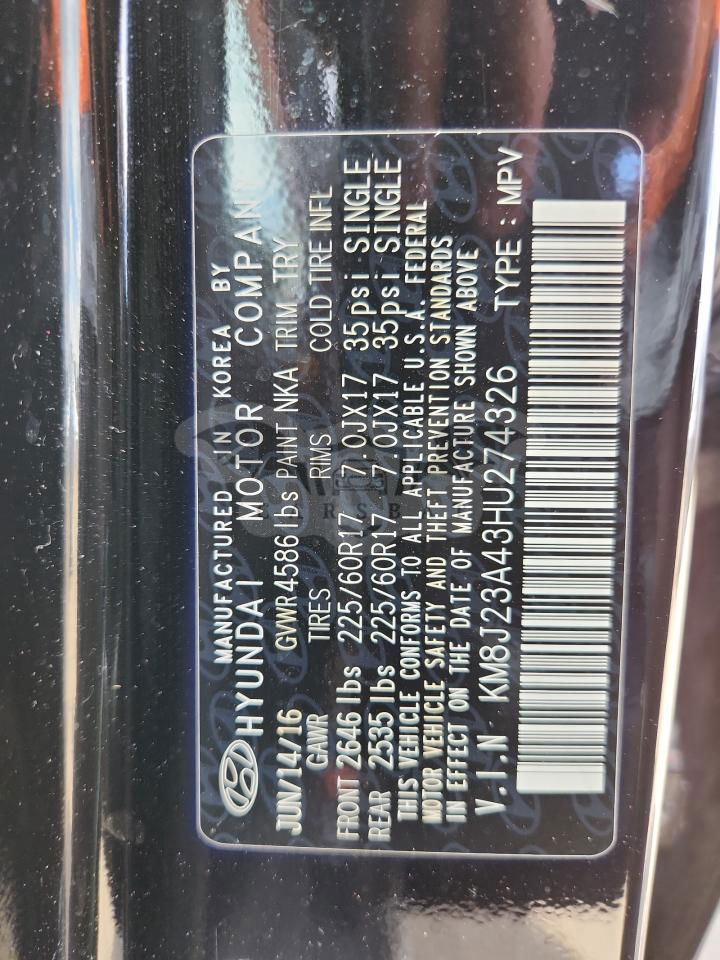 MANUFACTURED IN KOREA BY
HYUNDAI MOTOR COMPANY
JUN/14/16 GVWR 4586 lbs PAINT NKA TRIM TRY
GAWR TIRES RIMS COLD TIRE INFL
FRONT 2646 lbs 225/60R17 7.0JX17 35psi SINGLE
REAR 2535 lbs 225/60R17 7.0JX17 35psi SINGLE
THIS VEHICLE CONFORMS TO ALL APPLICABLE U.S.A. FEDERAL
MOTOR VEHICLE SAFETY AND THEFT PREVENTION STANDARDS
IN EFFECT ON THE DATE OF MANUFACTURE SHOWN ABOVE
V.I.N KM8J23A43HU274326 TYPE : MPV